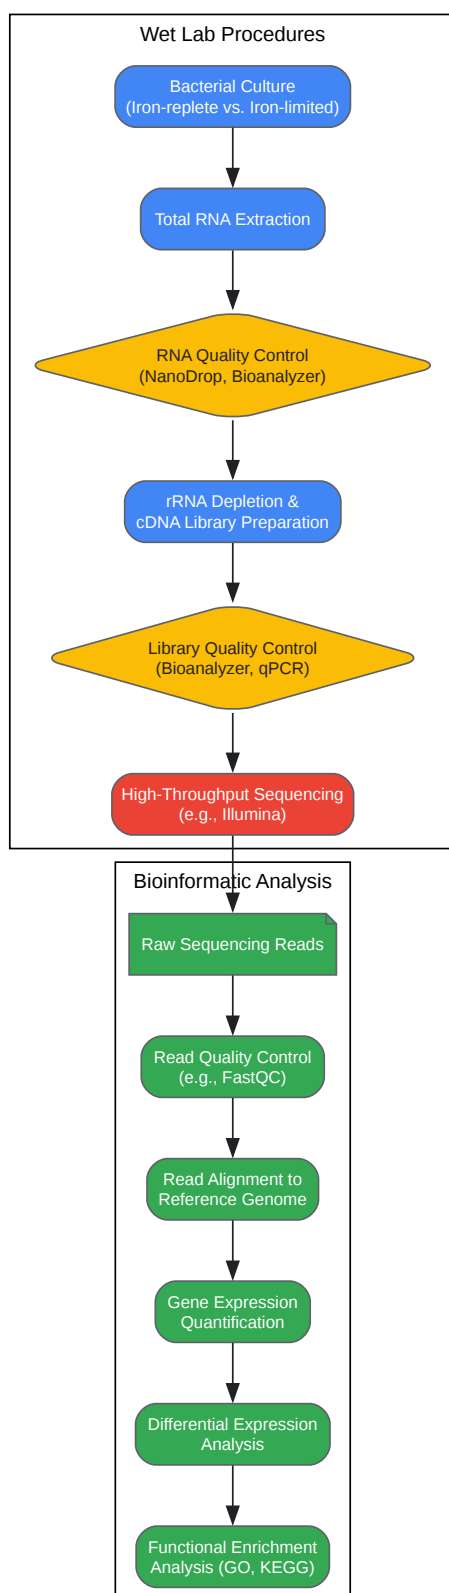 Wet Lab Procedures
Bacterial Culture
(Iron-replete vs. Iron-limited)
Total RNA Extraction
RNA Quality Control
(NanoDrop, Bioanalyzer)
rRNA Depletion &
cDNA Library Preparation
Library Quality Control
(Bioanalyzer, qPCR)
High-Throughput Sequencing
(e.g., Illumina)
Bioinformatic Analysis
Raw Sequencing Reads
Read Quality Control
(e.g., FastQC)
Read Alignment to
Reference Genome
Gene Expression
Quantification
Differential Expression
Analysis
Functional Enrichment
Analysis (GO, KEGG)